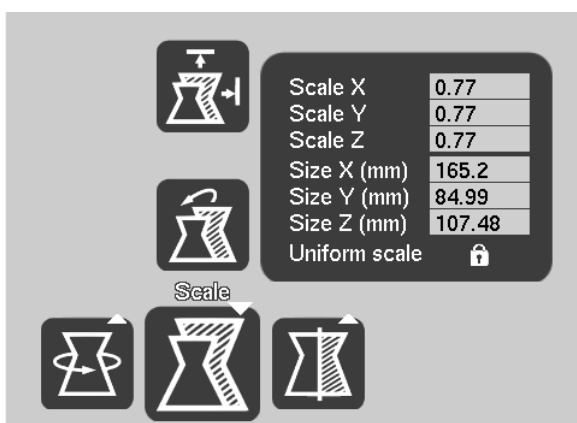 Scale X 0.77
Scale Y 0.77
Scale Z 0.77
Size X (mm) 165.2
Size Y (mm) 84.99
Size Z (mm) 107.48
Uniform scale
Scale